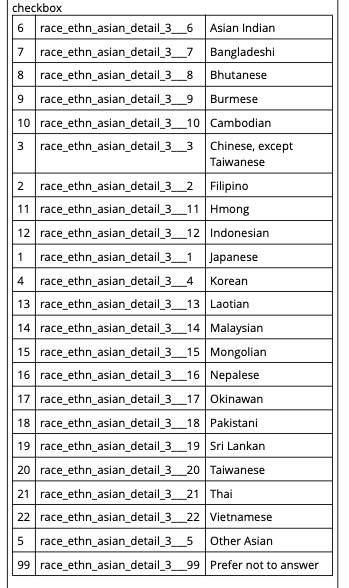 checkbox
6 race_ethn_asian_detail_3___6 Asian Indian
7 race_ethn_asian_detail_3___7 Bangladeshi
8 race_ethn_asian_detail_3___8 Bhutanese
9 race_ethn_asian_detail_3___9 Burmese
10 race_ethn_asian_detail_3___10 Cambodian
3 race_ethn_asian_detail_3___3 Chinese, except
Taiwanese
2 race_ethn_asian_detail_3___2 Filipino
11 race_ethn_asian_detail_3___11 Hmong
12 race_ethn_asian_detail_3___12 Indonesian
1 race_ethn_asian_detail_3___1 Japanese
4 race_ethn_asian_detail_3___4 Korean
13 race_ethn_asian_detail_3___13 Laotian
14 race_ethn_asian_detail_3___14 Malaysian
15 race_ethn_asian_detail_3___15 Mongolian
16 race_ethn_asian_detail_3___16 Nepalese
17 race_ethn_asian_detail_3___17 Okinawan
18 race_ethn_asian_detail_3___18 Pakistani
19 race_ethn_asian_detail_3___19 Sri Lankan
20 race_ethn_asian_detail_3___20 Taiwanese
21 race_ethn_asian_detail_3___21 Thai
22 race_ethn_asian_detail_3___22 Vietnamese
5 race_ethn_asian_detail_3___5 Other Asian
99 race_ethn_asian_detail_3___99 Prefer not to answer